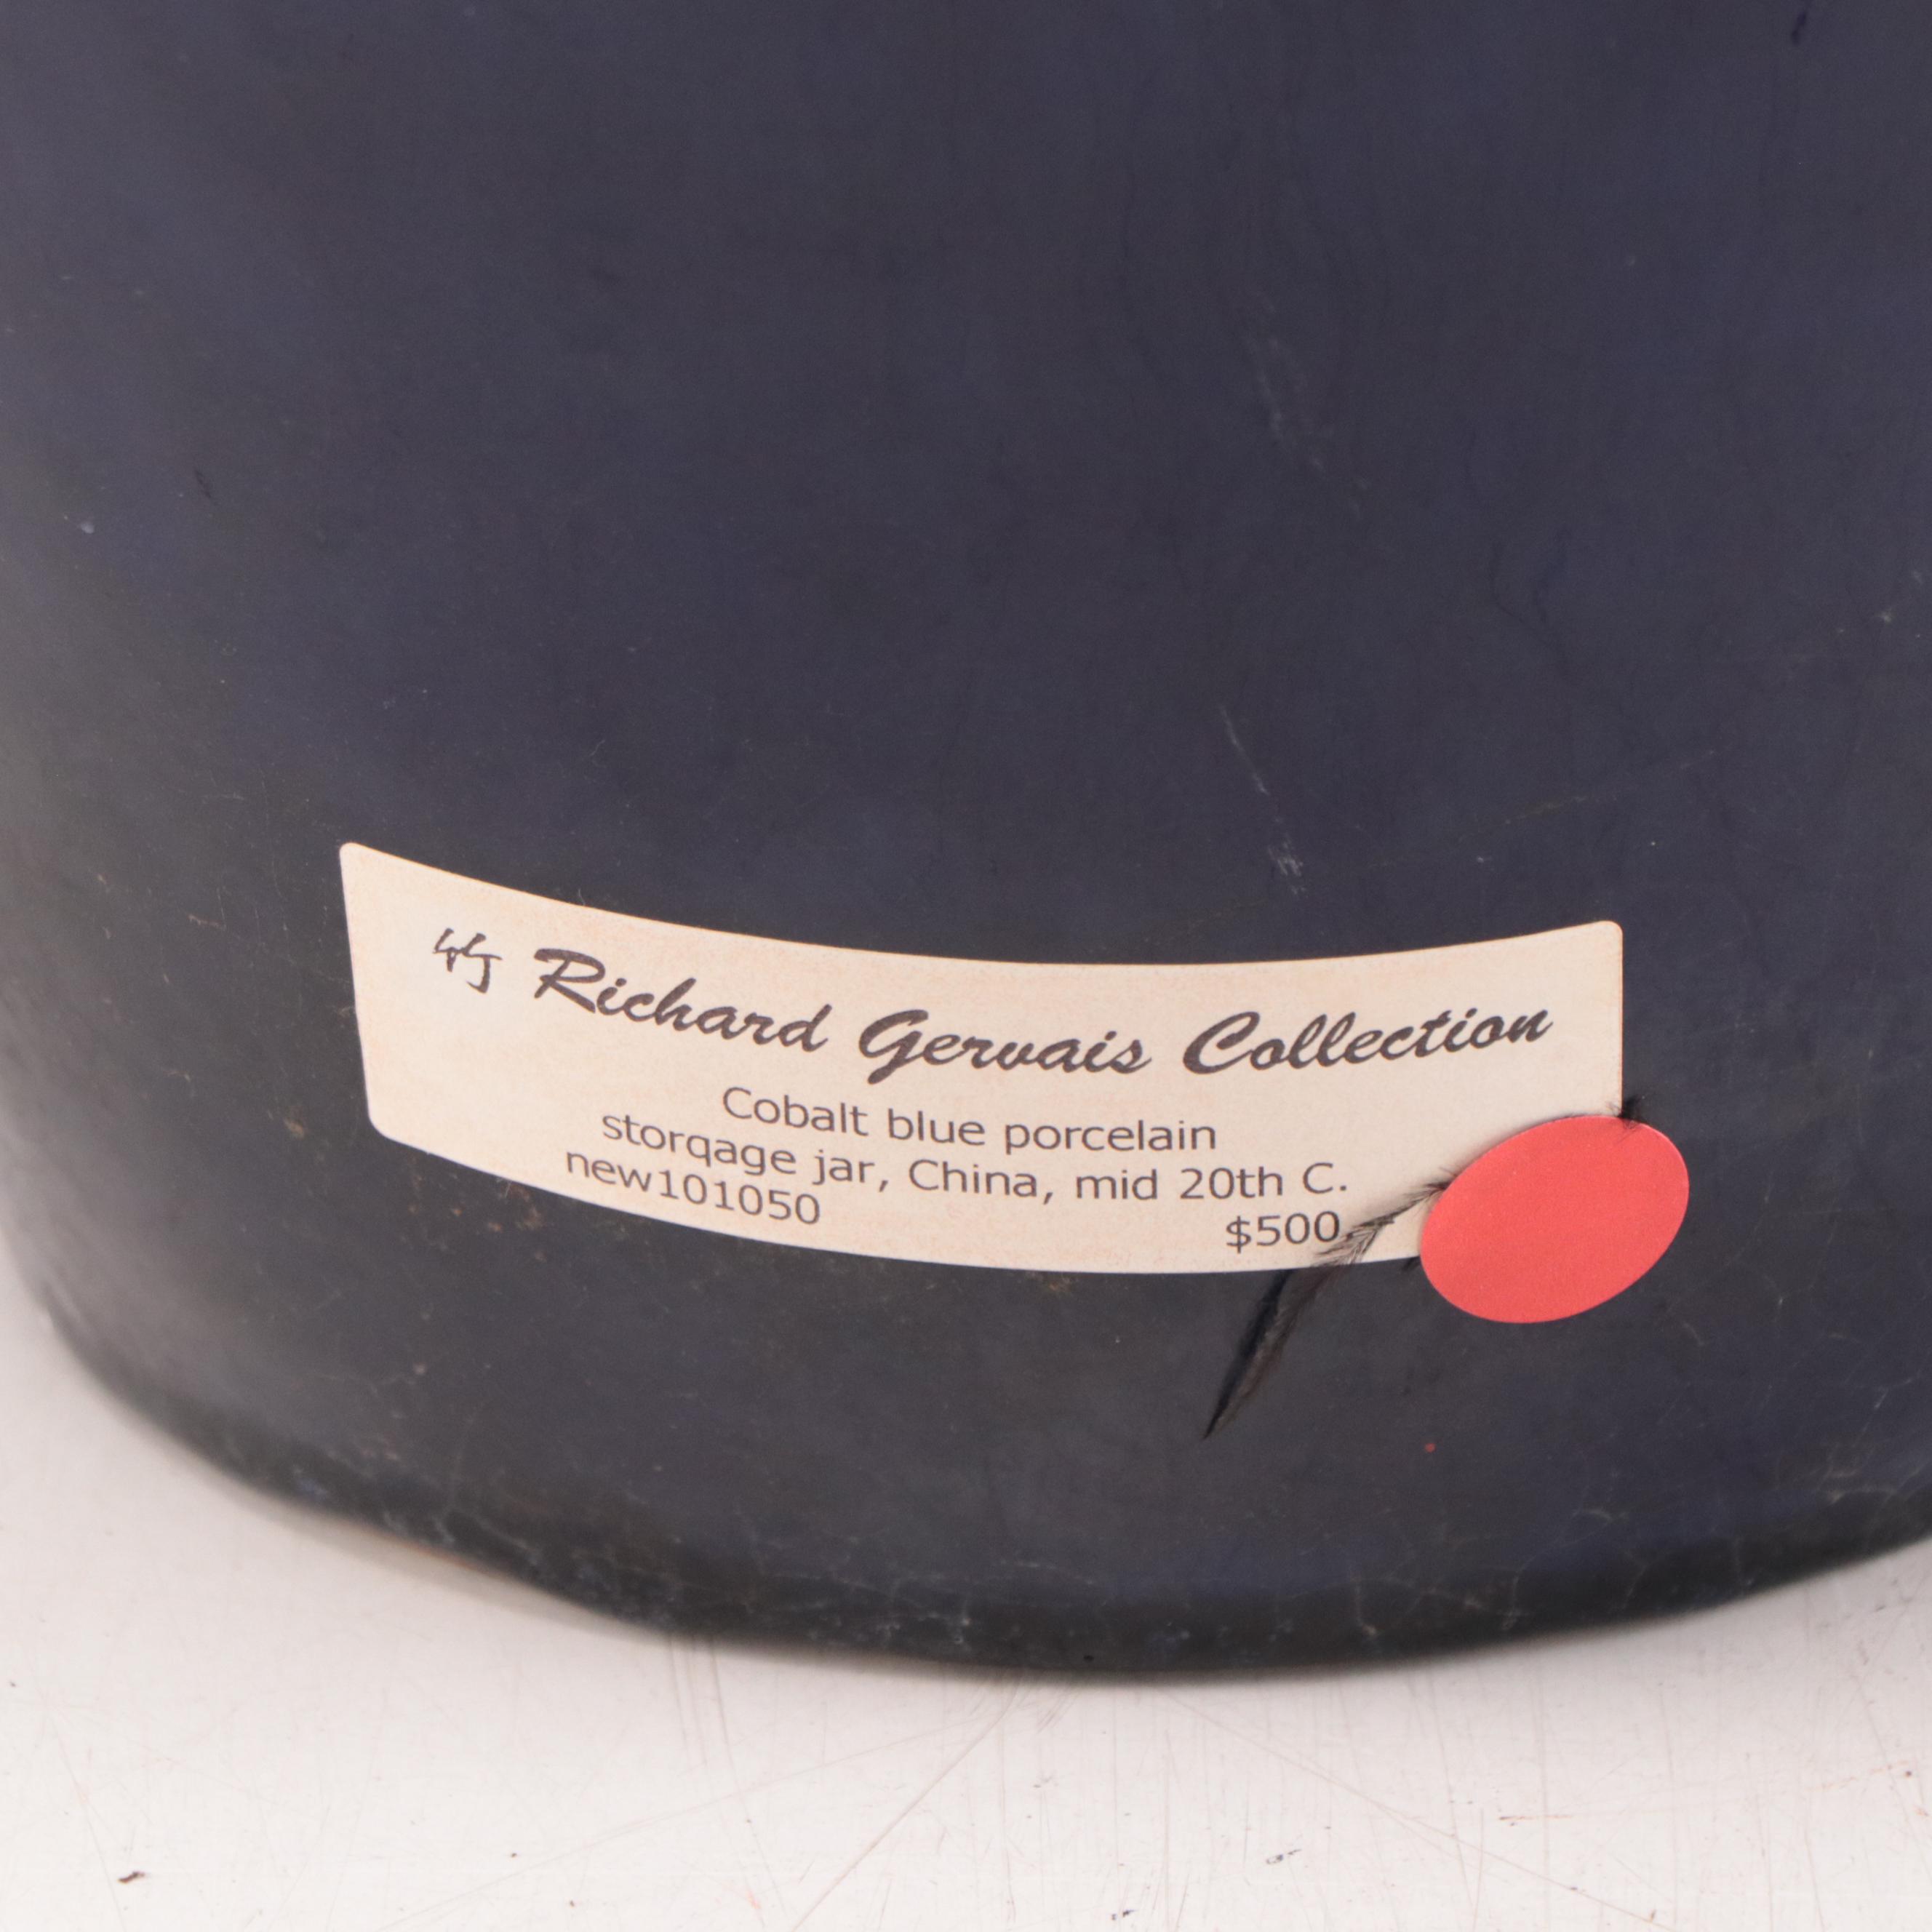 Richard Gervais Collection
Cobalt blue porcelain
storqage jar, China, mid 20th C.
new101050
$500.